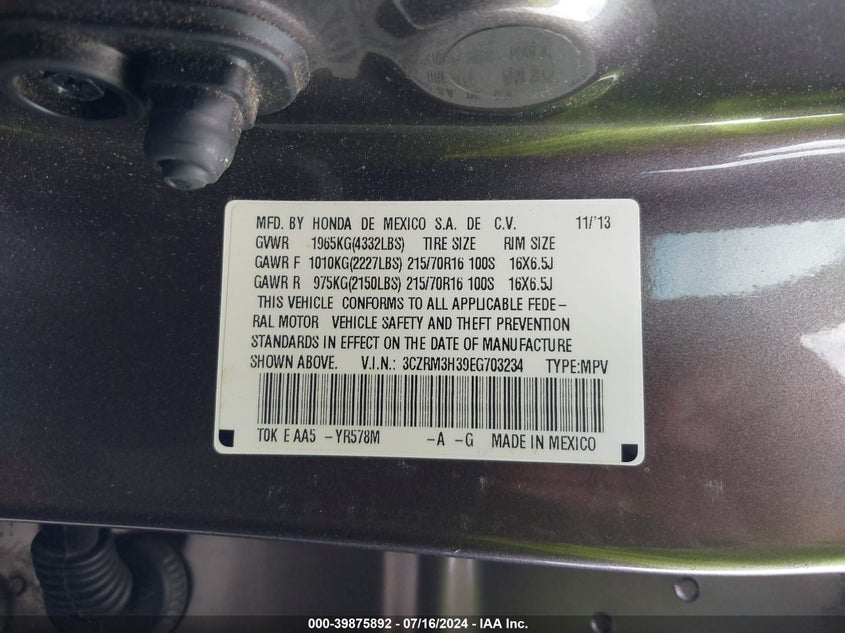 MFD. BY HONDA DE MEXICO S.A. DE C.V. 11/'13
GVWR 1965KG(4332LBS) TIRE SIZE RIM SIZE
GAWR F 1010KG(2227LBS) 215/70R16 100S 16X6.5J
GAWR R 975KG(2150LBS) 215/70R16 100S 16X6.5J
THIS VEHICLE CONFORMS TO ALL APPLICABLE FEDE-
RAL MOTOR VEHICLE SAFETY AND THEFT PREVENTION
STANDARDS IN EFFECT ON THE DATE OF MANUFACTURE
SHOWN ABOVE. V.I.N.: 3CZRM3H39EG703234 TYPE:MPV
T0K E AA5 -YR578M -A -G MADE IN MEXICO
000-39875892 - 07/16/2024 - IAA Inc.